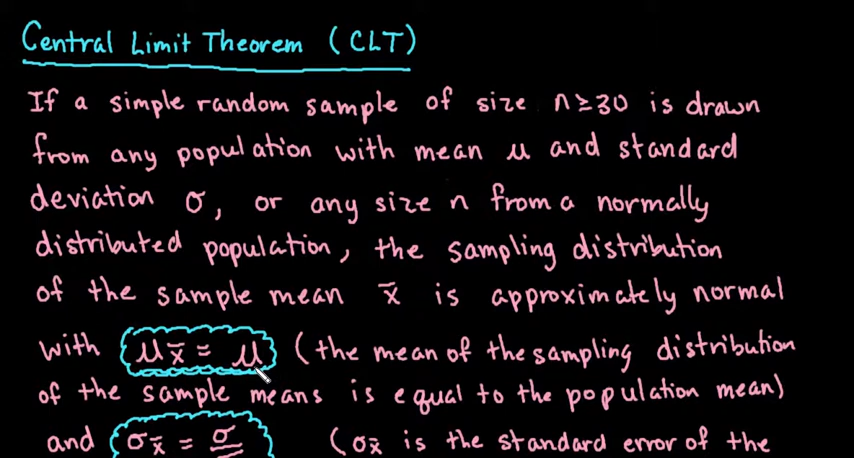 Central Limit Theorem (CLT)
If a simple random sample of size n ≥ 30 is drawn
from any population with mean μ and standard
deviation σ, or any size n from a normally
distributed population, the sampling distribution
of the sample mean x̄ is approximately normal
with μx̄ = μ (the mean of the sampling distribution
of the sample means is equal to the population mean)
and σx̄ = σ (σx̄ is the standard error of the